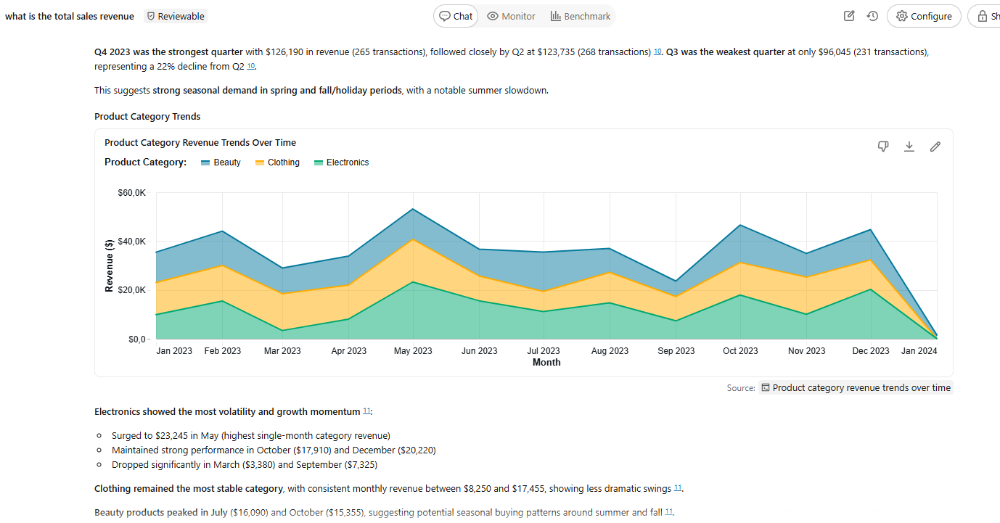 what is the total sales revenue Reviewable Chat Monitor Benchmark Configure Sh
Q4 2023 was the strongest quarter with $126,190 in revenue (265 transactions), followed closely by Q2 at $123,735 (268 transactions) 10. Q3 was the weakest quarter at only $96,045 (231 transactions),
representing a 22% decline from Q2 10.
This suggests strong seasonal demand in spring and fall/holiday periods, with a notable summer slowdown.
Product Category Trends
Product Category Revenue Trends Over Time
Product Category: Beauty Clothing Electronics
$60,0K
$40,0K
$20,0K
$0,0
Revenue ($)
Jan 2023 Feb 2023 Mar 2023 Apr 2023 May 2023 Jun 2023 Jul 2023 Aug 2023 Sep 2023 Oct 2023 Nov 2023 Dec 2023 Jan 2024
Month
Source: Product category revenue trends over time
Electronics showed the most volatility and growth momentum 11:
Surged to $23,245 in May (highest single-month category revenue)
Maintained strong performance in October ($17,910) and December ($20,220)
Dropped significantly in March ($3,380) and September ($7,325)
Clothing remained the most stable category, with consistent monthly revenue between $8,250 and $17,455, showing less dramatic swings 11.
Beauty products peaked in July ($16,090) and October ($15,355), suggesting potential seasonal buying patterns around summer and fall 11.